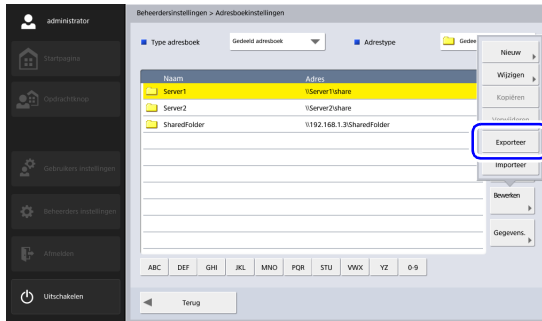 administrator
Startpagina
Opdrachtknop
Gebruikers instellingen
Beheerders instellingen
Afmelden
Uitschakelen
Beheerdersinstellingen > Adresboekinstellingen
Type adresboek
Gedeeld adresboek
Adrestype
Naam Adres
Server1 \\Server1\share
Server2 \\Server2\share
SharedFolder \\192.168.1.3\SharedFolder
Nieuw
Wijzigen
Kopiëren
Exporteer
Importeer
Bewerken
Gegevens.
ABC DEF GHI JKL MNO PQR STU VWX YZ 0-9
Terug